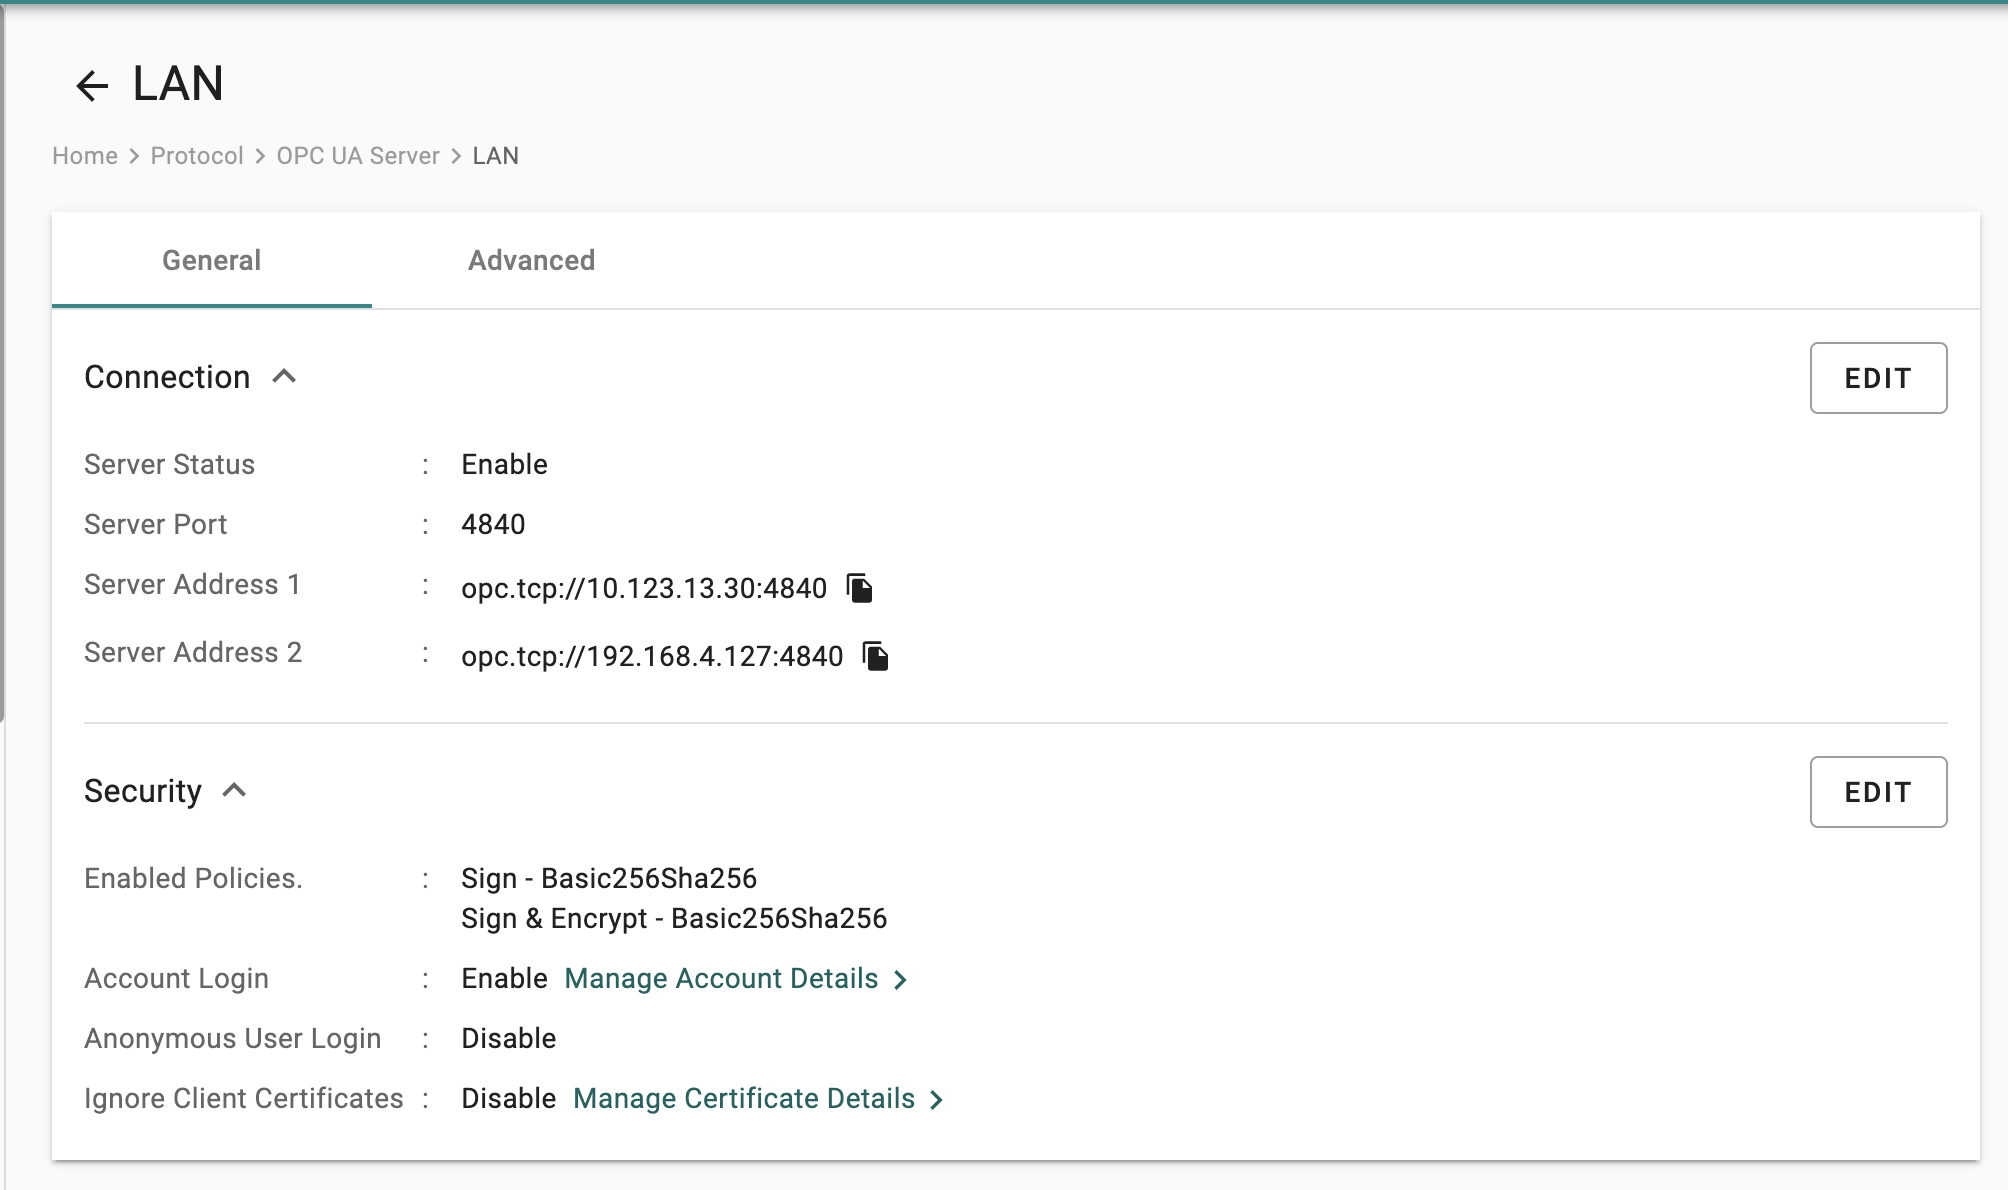 LAN
Home > Protocol > OPC UA Server > LAN
General Advanced
Connection EDIT
Server Status : Enable
Server Port : 4840
Server Address 1 : opc.tcp://10.123.13.30:4840
Server Address 2 : opc.tcp://192.168.4.127:4840
Security EDIT
Enabled Policies. : Sign - Basic256Sha256
Sign & Encrypt - Basic256Sha256
Account Login : Enable Manage Account Details >
Anonymous User Login : Disable
Ignore Client Certificates : Disable Manage Certificate Details >